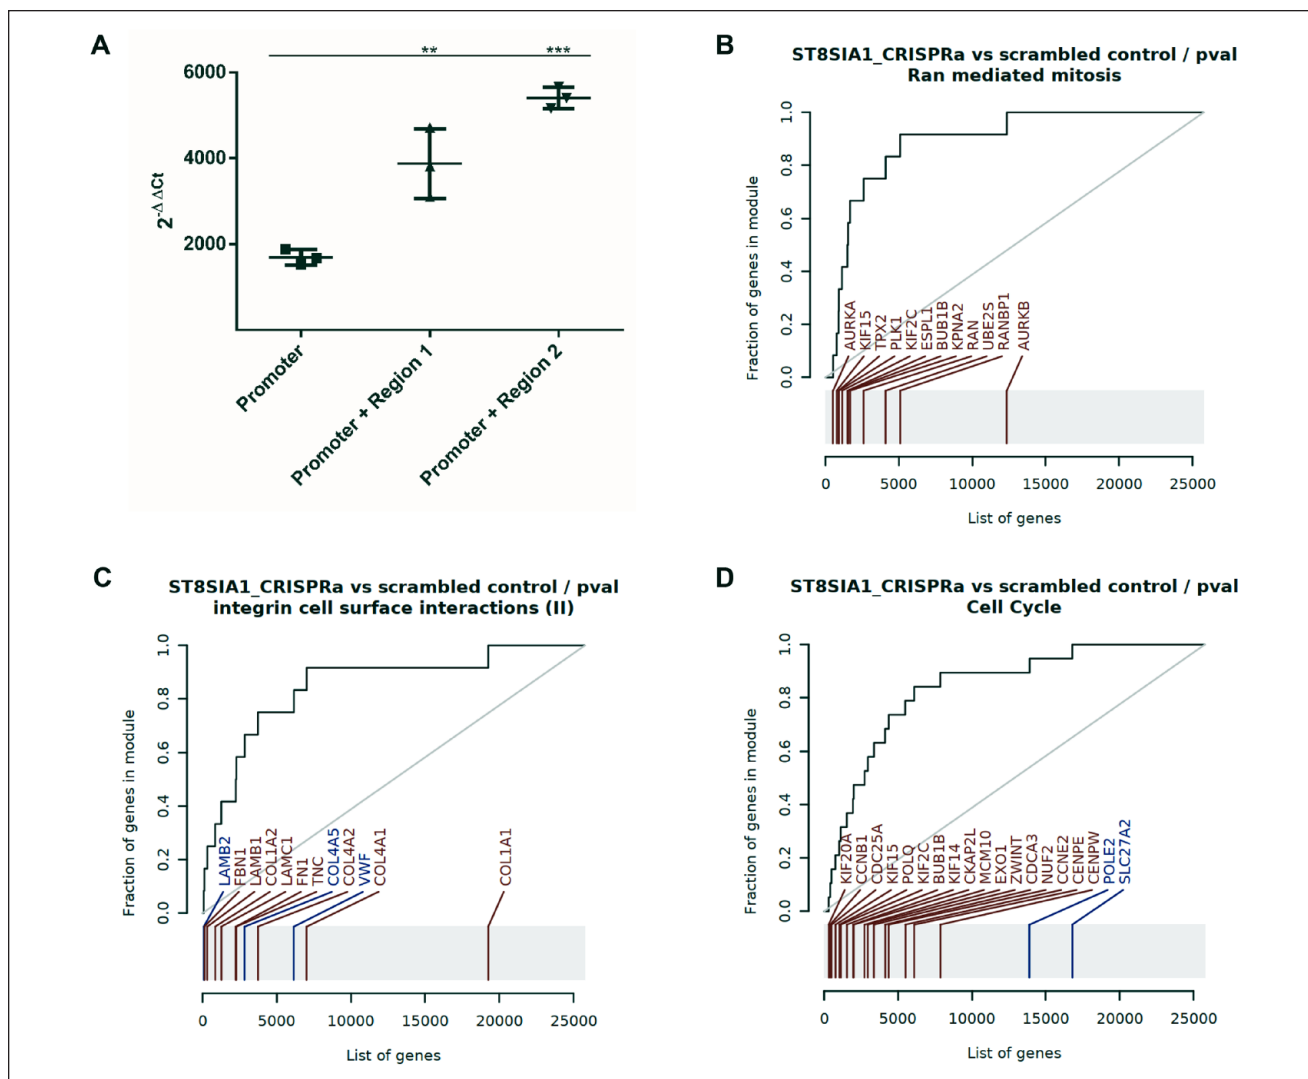 A
**
***
6000
4000
2000
2^-Δ ΔCt
Promoter
Promoter + Region 1
Promoter + Region 2
B
ST8SIA1_CRISPRa vs scrambled control / pval
Ran mediated mitosis
Fraction of genes in module
1.0
0.8
0.6
0.4
0.2
0.0
AURKA
KIF15
TPX2
PLK1
KIF2C
ESPL1
BUB1B
KPNA2
RAN
UBE2S
RANBP1
AURKB
0 5000 10000 15000 20000 25000
List of genes
C
ST8SIA1_CRISPRa vs scrambled control / pval
integrin cell surface interactions (II)
Fraction of genes in module
1.0
0.8
0.6
0.4
0.2
0.0
LAMB2
FBN1
LAMB1
COL1A2
LAMC1
FN1
TNC
COL4A5
COL4A2
VWF
COL4A1
COL1A1
0 5000 10000 15000 20000 25000
List of genes
D
ST8SIA1_CRISPRa vs scrambled control / pval
Cell Cycle
Fraction of genes in module
1.0
0.8
0.6
0.4
0.2
0.0
KIF20A
CCNB1
CDC25A
KIF15
POLQ
KIF2C
BUB1B
KIF14
CKAP2L
MCM10
EXO1
ZWINT
CDCA3
NUF2
CCNE2
CENPE
CENPW
POLE2
SLC27A2
0 5000 10000 15000 20000 25000
List of genes